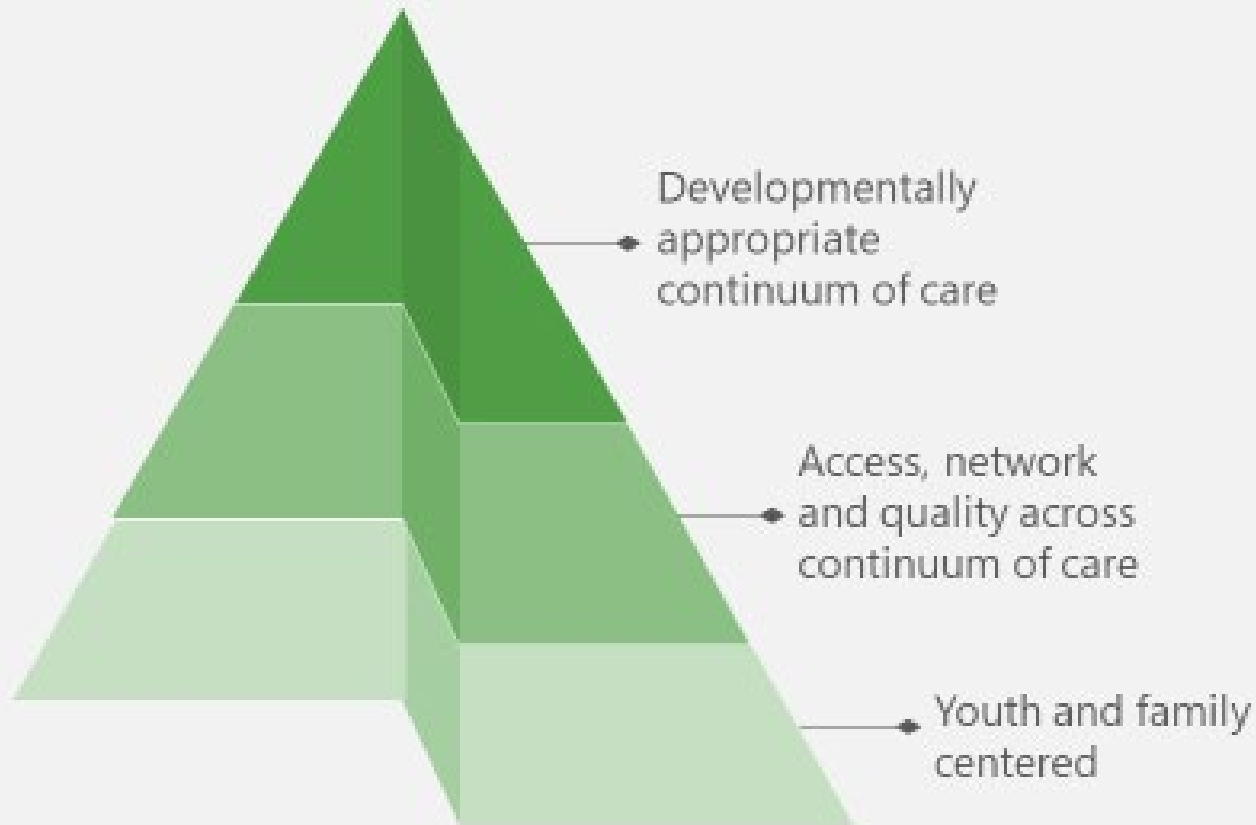 Developmentally
appropriate
continuum of care
Access, network
and quality across
continuum of care
Youth and family
centered